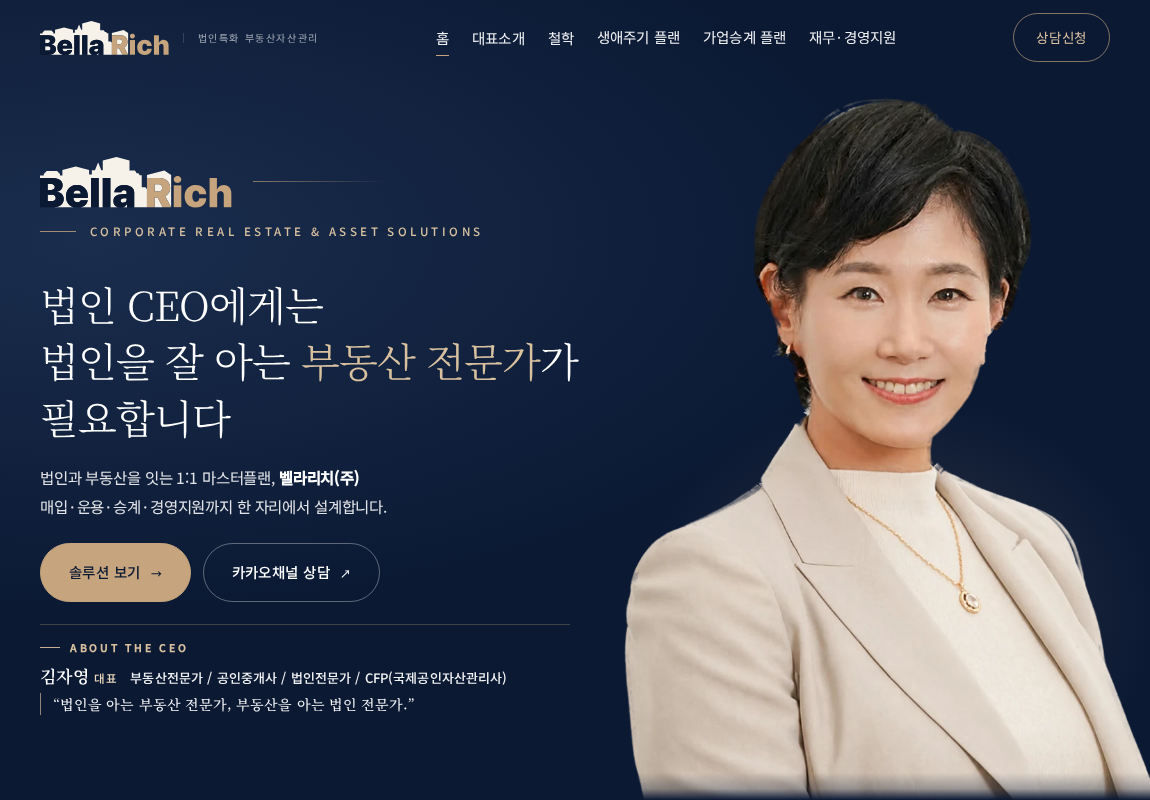 Bella Rich
법인특화 부동산자산관리
홈 대표소개 철학 생애주기 플랜 가업승계 플랜 재무·경영지원
상담신청
Bella Rich
CORPORATE REAL ESTATE & ASSET SOLUTIONS
법인 CEO에게는
법인을 잘 아는 부동산 전문가가
필요합니다
법인과 부동산을 잇는 1:1 마스터플랜, 벨라리치(주)
매입·운용·승계·경영지원까지 한 자리에서 설계합니다.
솔루션 보기 →
카카오채널 상담 ↗
ABOUT THE CEO
김자영 대표 부동산전문가 / 공인중개사 / 법인전문가 / CFP(국제공인자산관리사)
“법인을 아는 부동산 전문가, 부동산을 아는 법인 전문가.”